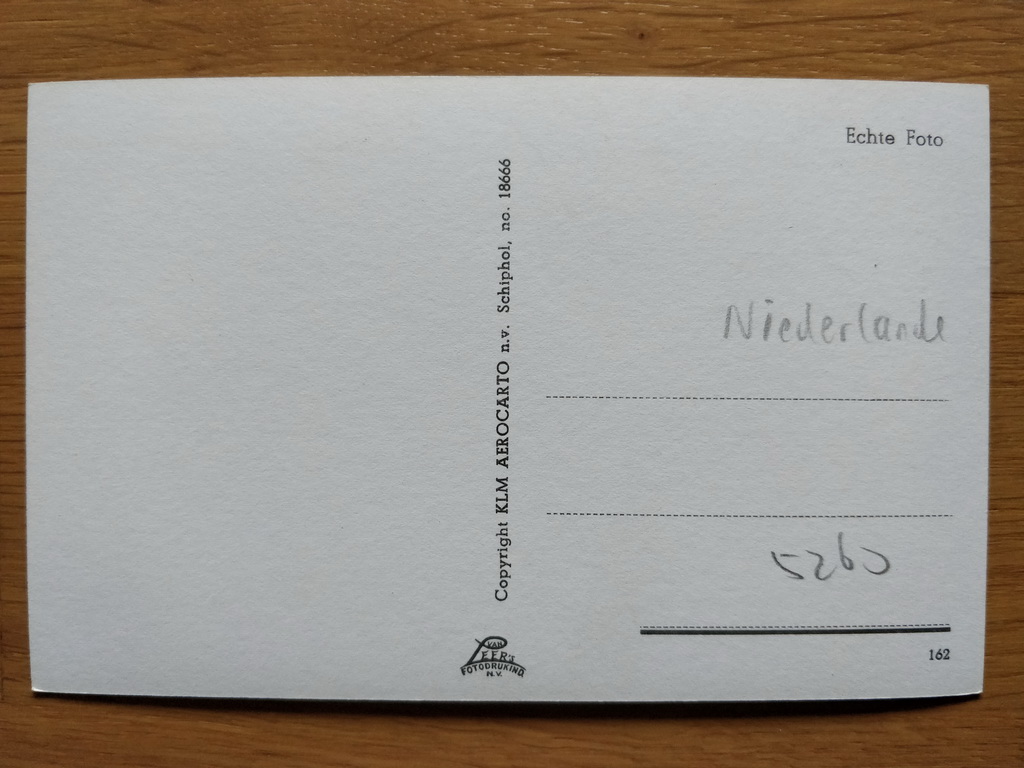 Echte Foto
Copyright KLM AEROCARTO n.v. Schiphol, no. 18666
Niederlande
5260
VAN
LEER'S
FOTODRUKIND.
N.V.
162